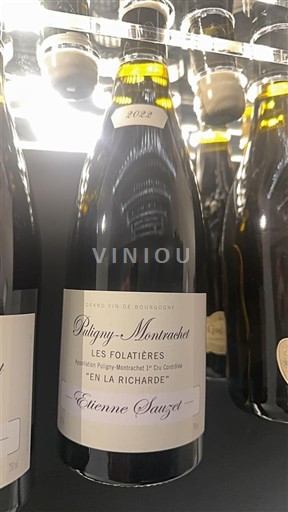 2022
VINIOU
GRAND VIN DE BOURGOGNE
Puligny-Montrachet
LES FOLATIÈRES
Appellation Puligny-Montrachet 1er Cru Contrôlée
"EN LA RICHARDE"
Etienne Sauzet